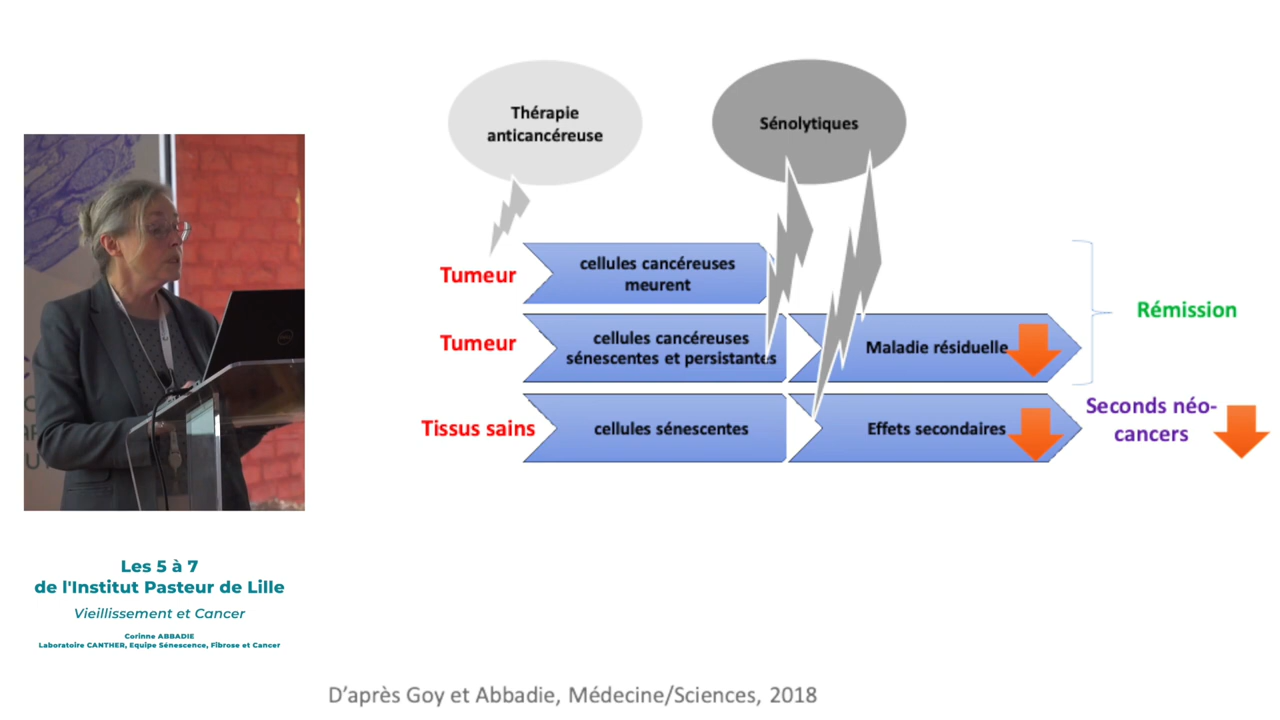 Thérapie
anticancéreuse
Sénolytiques
Tumeur
cellules cancéreuses
meurent
Tumeur
cellules cancéreuses
sénescentes et persistantes
Maladie résiduelle
Rémission
Tissus sains
cellules sénescentes
Effets secondaires
Seconds néo-
cancers
Les 5 à 7
de l'Institut Pasteur de Lille
Vieillissement et Cancer
Corinne ABBADIE
Laboratoire CANTHER, Equipe Sénescence, Fibrose et Cancer
D'après Goy et Abbadie, Médecine/Sciences, 2018